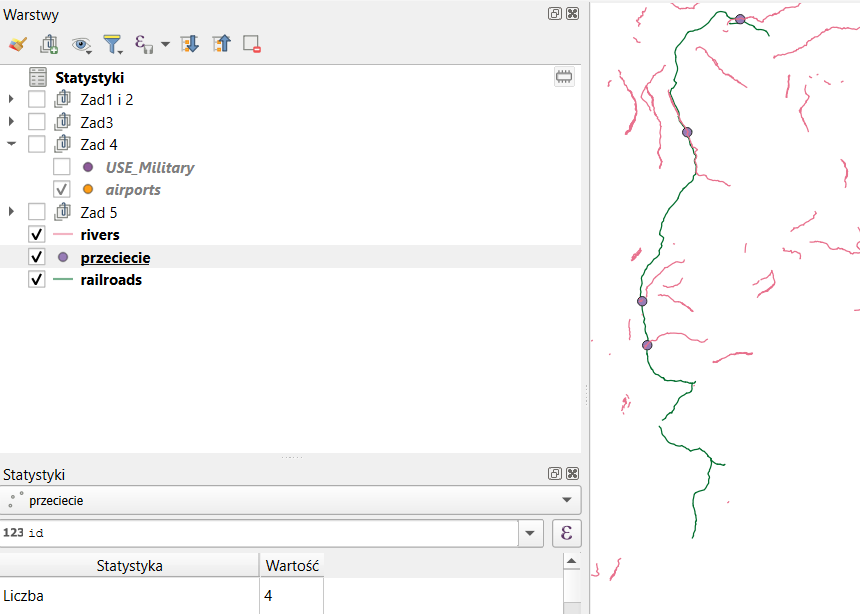 Warstwy
Statystyki
Zad1 i 2
Zad3
Zad 4
USE_Military
airports
Zad 5
rivers
przeciecie
railroads
Statystyki
przeciecie
123 id
ε
Statystyka Wartość
Liczba 4